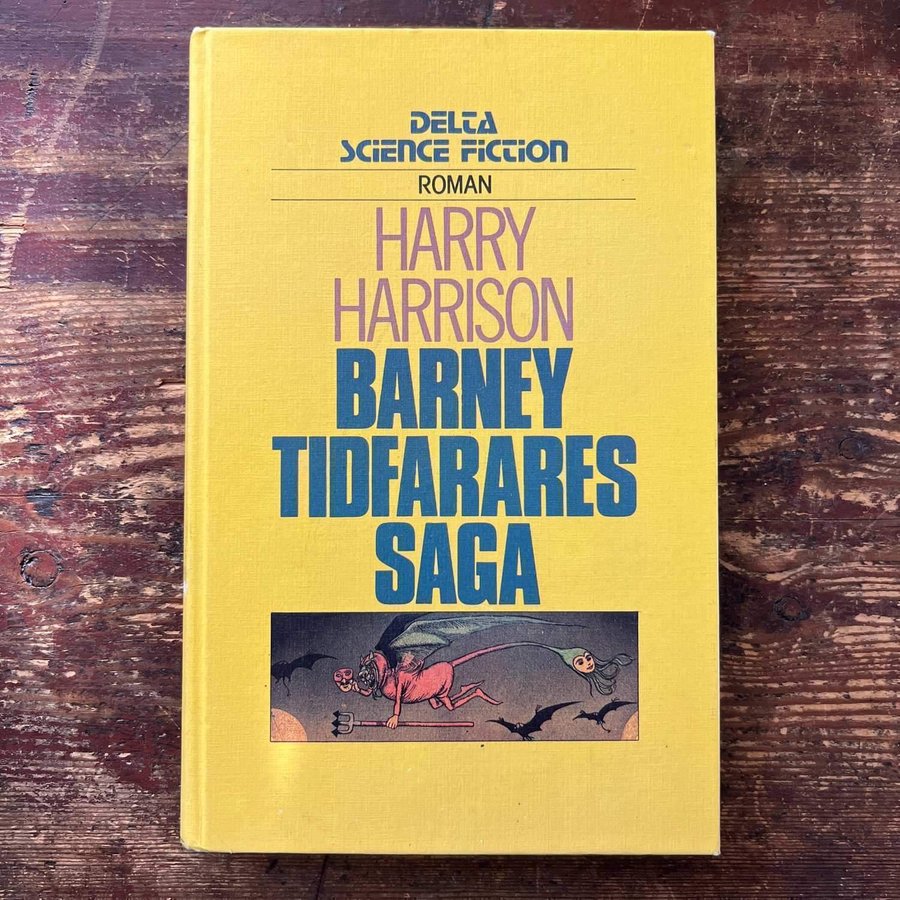 DELTA
SCIENCE FICTION
ROMAN
HARRY
HARRISON
BARNEY
TIDFARARES
SAGA